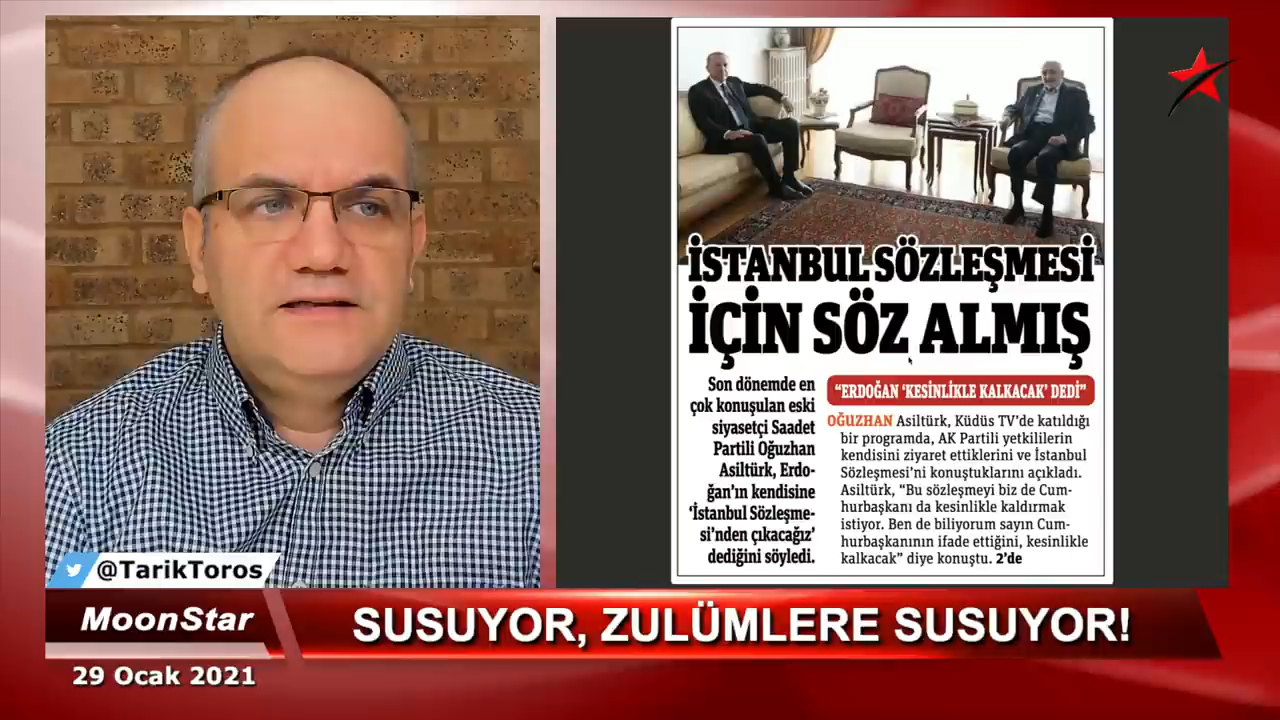 İSTANBUL SÖZLEŞMESİ
İÇİN SÖZ ALMIŞ
Son dönemde en
çok konuşulan eski
siyasetçi Saadet
Partili Oğuzhan
Asiltürk, Erdo-
ğan’ın kendisine
‘İstanbul Sözleşme-
si’nden çıkacağız’
dediğini söyledi.
“ERDOĞAN ‘KESİNLİKLE KALKACAK’ DEDİ”
OĞUZHAN Asiltürk, Küdüs TV’de katıldığı
bir programda, AK Partili yetkililerin
kendisini ziyaret ettiklerini ve İstanbul
Sözleşmesi’ni konuştuklarını açıkladı.
Asiltürk, “Bu sözleşmeyi biz de Cum-
hurbaşkanı da kesinlikle kaldırmak
istiyor. Ben de biliyorum sayın Cum-
hurbaşkanının ifade ettiğini, kesinlikle
kalkacak” diye konuştu. 2’de
@TarikToros
MoonStar
SUSUYOR, ZULÜMLERE SUSUYOR!
29 Ocak 2021